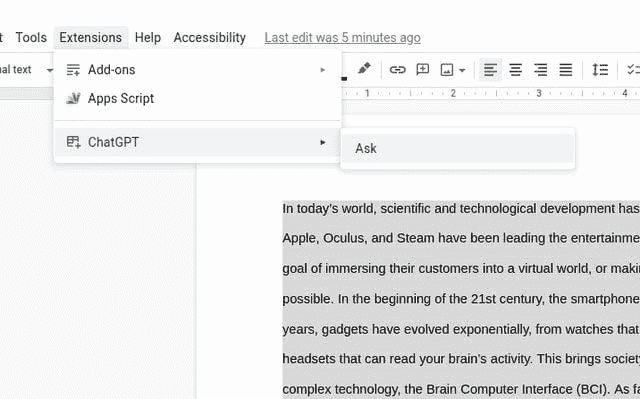 t Tools Extensions Help Accessibility Last edit was 5 minutes ago
al text
Add-ons
Apps Script
1 2 3 4
ChatGPT
Ask
In today's world, scientific and technological development has
Apple, Oculus, and Steam have been leading the entertainme
goal of immersing their customers into a virtual world, or makin
possible. In the beginning of the 21st century, the smartphone
years, gadgets have evolved exponentially, from watches that
headsets that can read your brain's activity. This brings society
complex technology, the Brain Computer Interface (BCI). As fa